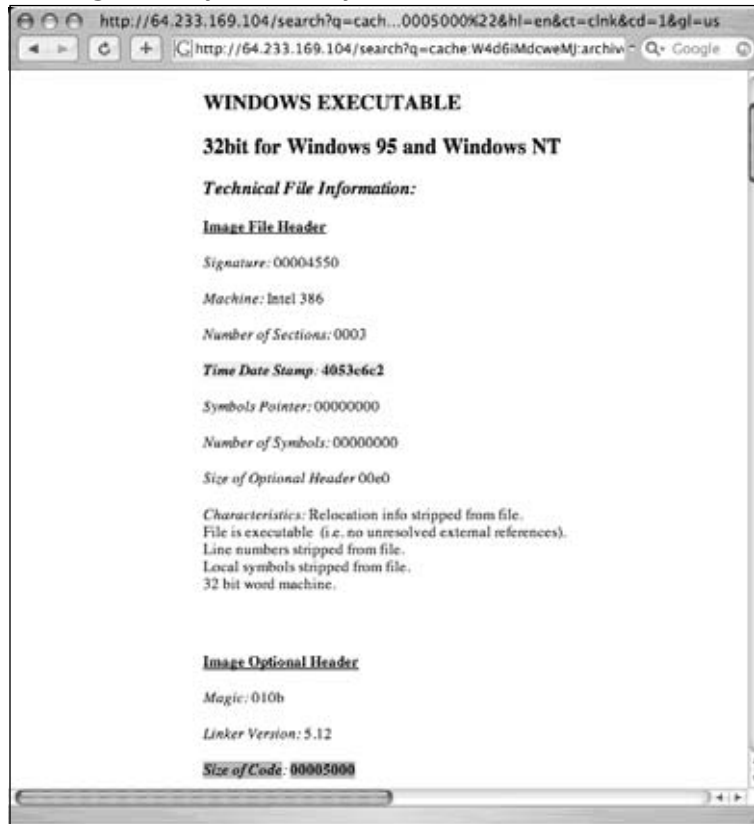 http://64.233.169.104/search?q=cach...0005000%22&hl=en&ct=clnk&cd=1&gl=us
http://64.233.169.104/search?q=cache:W4d6iMdcweMJ:archiv Google
WINDOWS EXECUTABLE
32bit for Windows 95 and Windows NT
Technical File Information:
Image File Header
Signature: 00004550
Machine: Intel 386
Number of Sections: 0003
Time Date Stamp: 4053c6c2
Symbols Pointer: 00000000
Number of Symbols: 00000000
Size of Optional Header 00e0
Characteristics: Relocation info stripped from file.
File is executable (i.e. no unresolved external references).
Line numbers stripped from file.
Local symbols stripped from file.
32 bit word machine.
Image Optional Header
Magic: 010b
Linker Version: 5.12
Size of Code: 00005000